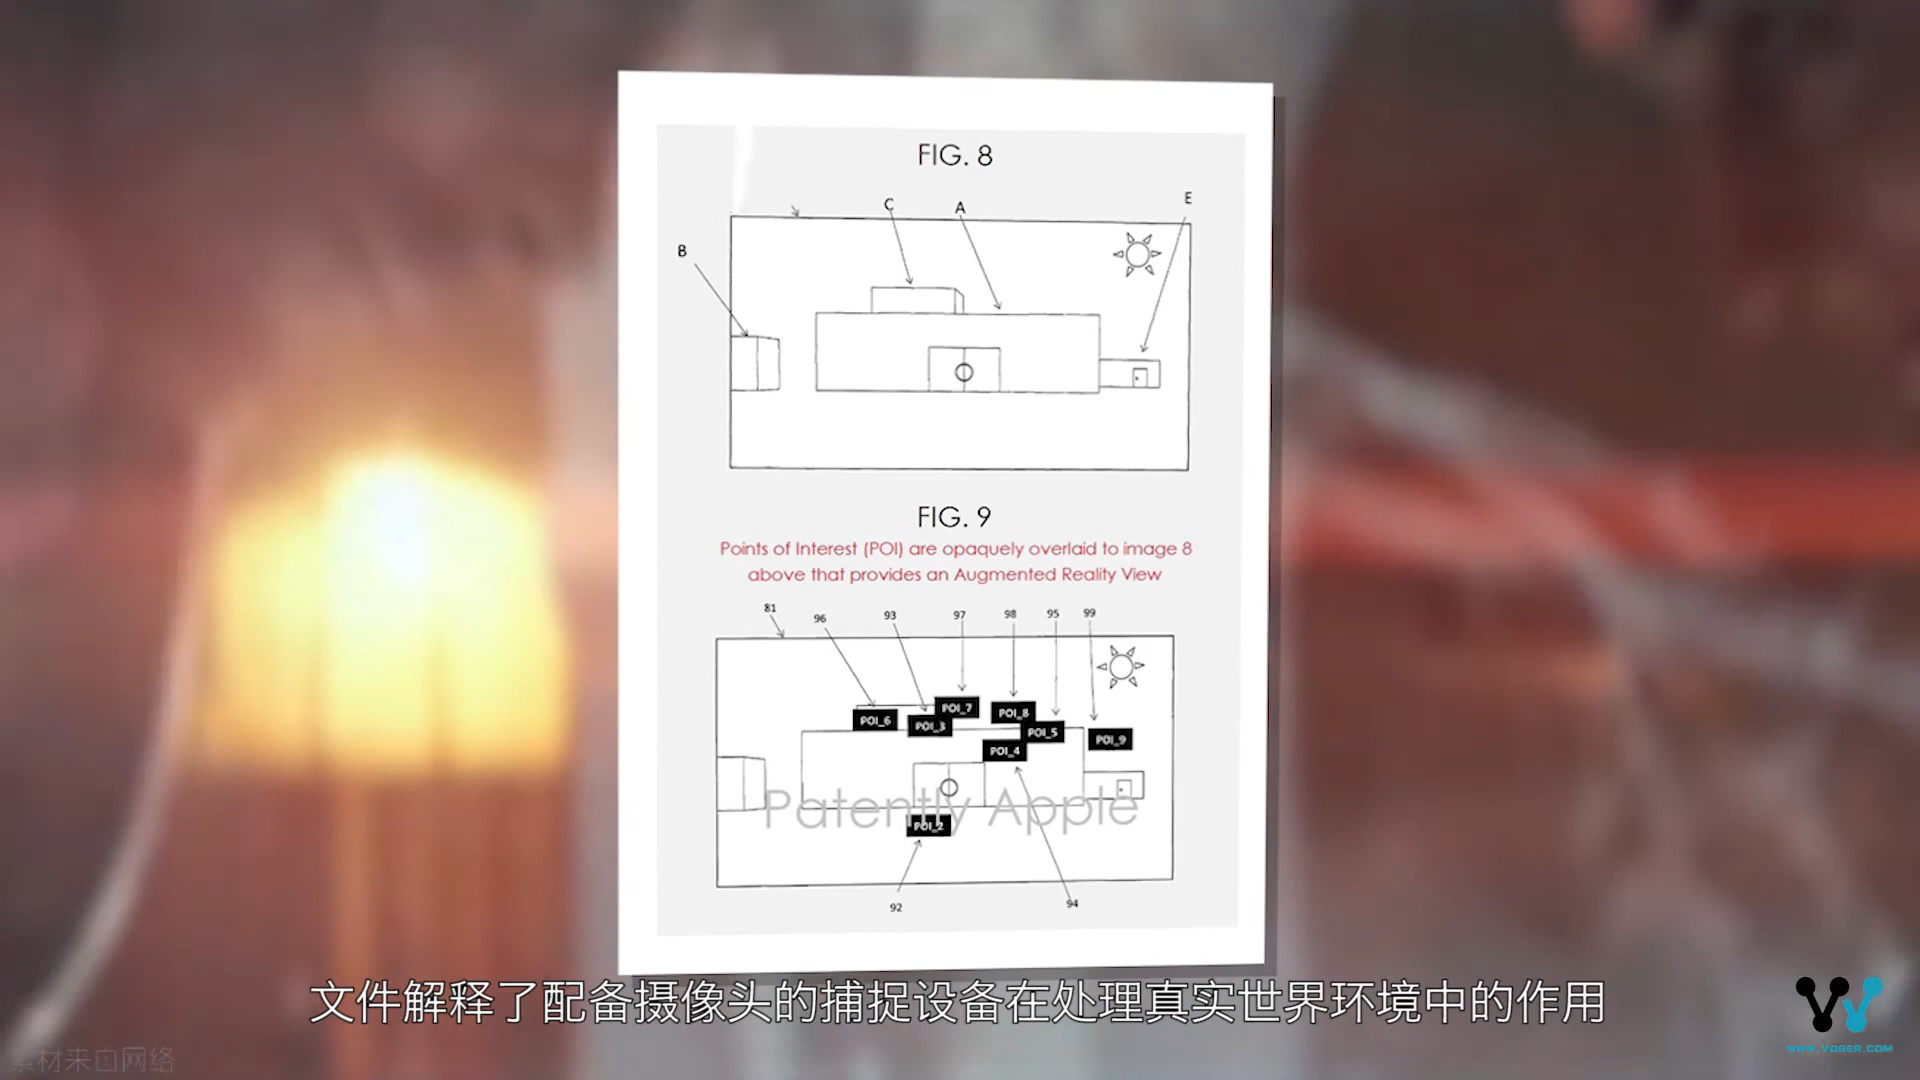 FIG. 8
C
A
E
B
FIG. 9
Points of Interest (POI) are opaquely overlaid to image 8
above that provides an Augmented Reality View
81
96
93
97
98
95
99
POI_6
POI_3
POI_7
POI_8
POI_5
POI_4
POI_9
Patently Apple
POI_2
92
94
文件解释了配备摄像头的捕捉设备在处理真实世界环境中的作用
素材来自网络
WWW.VDGER.COM